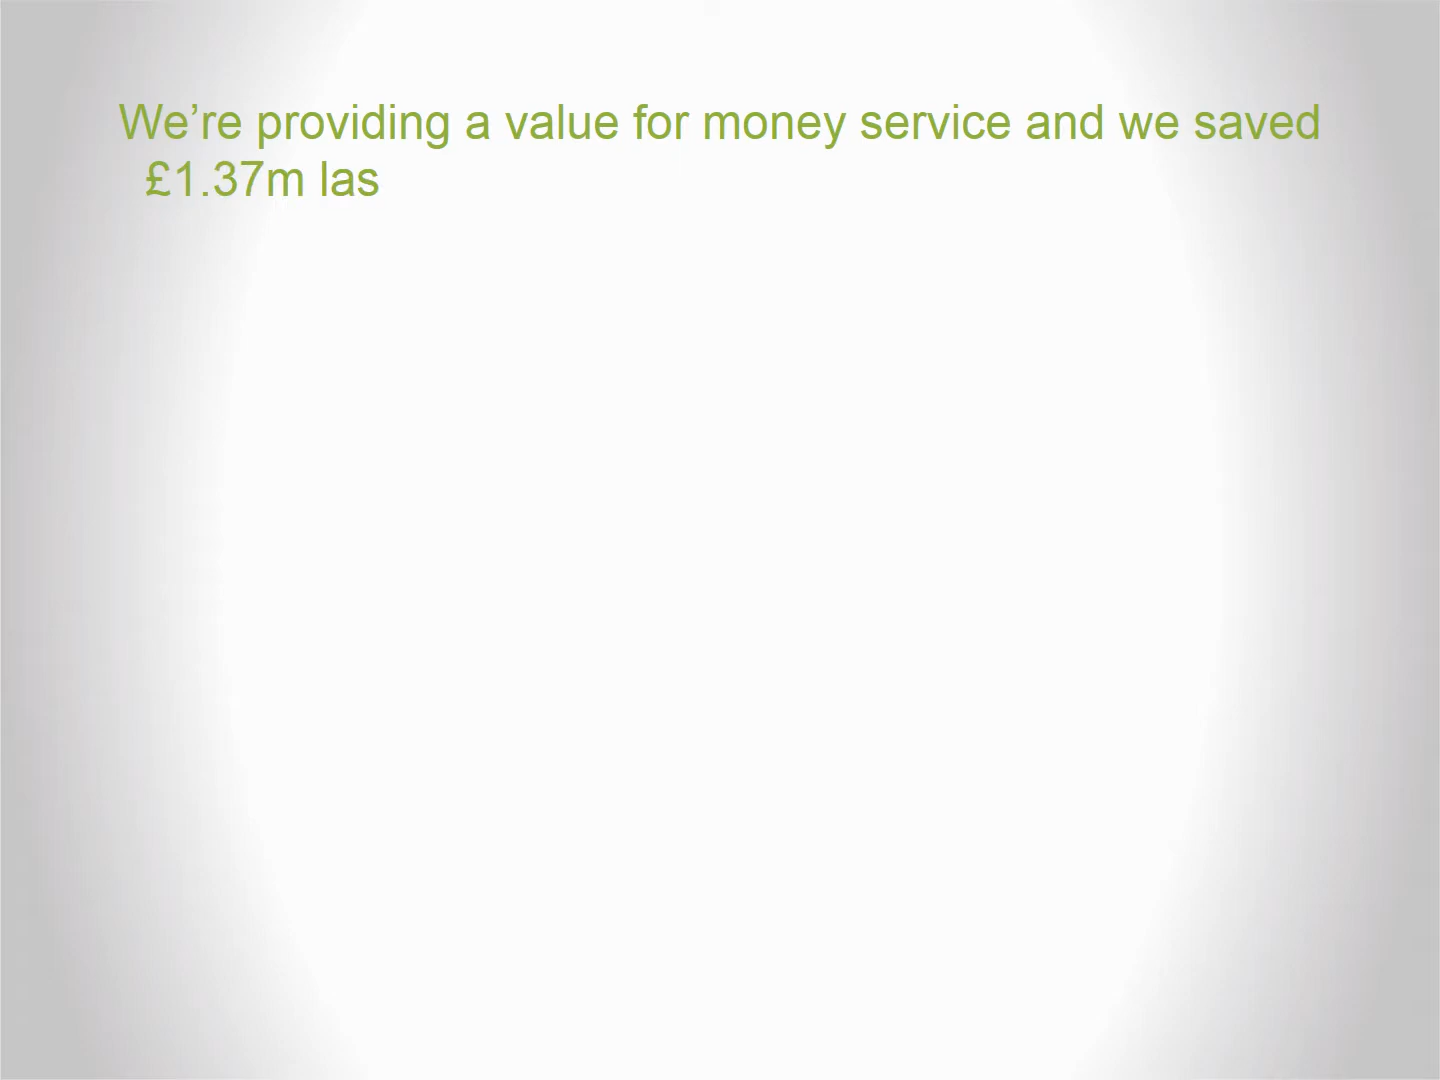 We’re providing a value for money service and we saved
£1.37m las